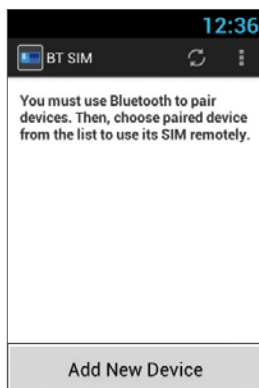 12:36
BT SIM
You must use Bluetooth to pair
devices. Then, choose paired device
from the list to use its SIM remotely.
Add New Device